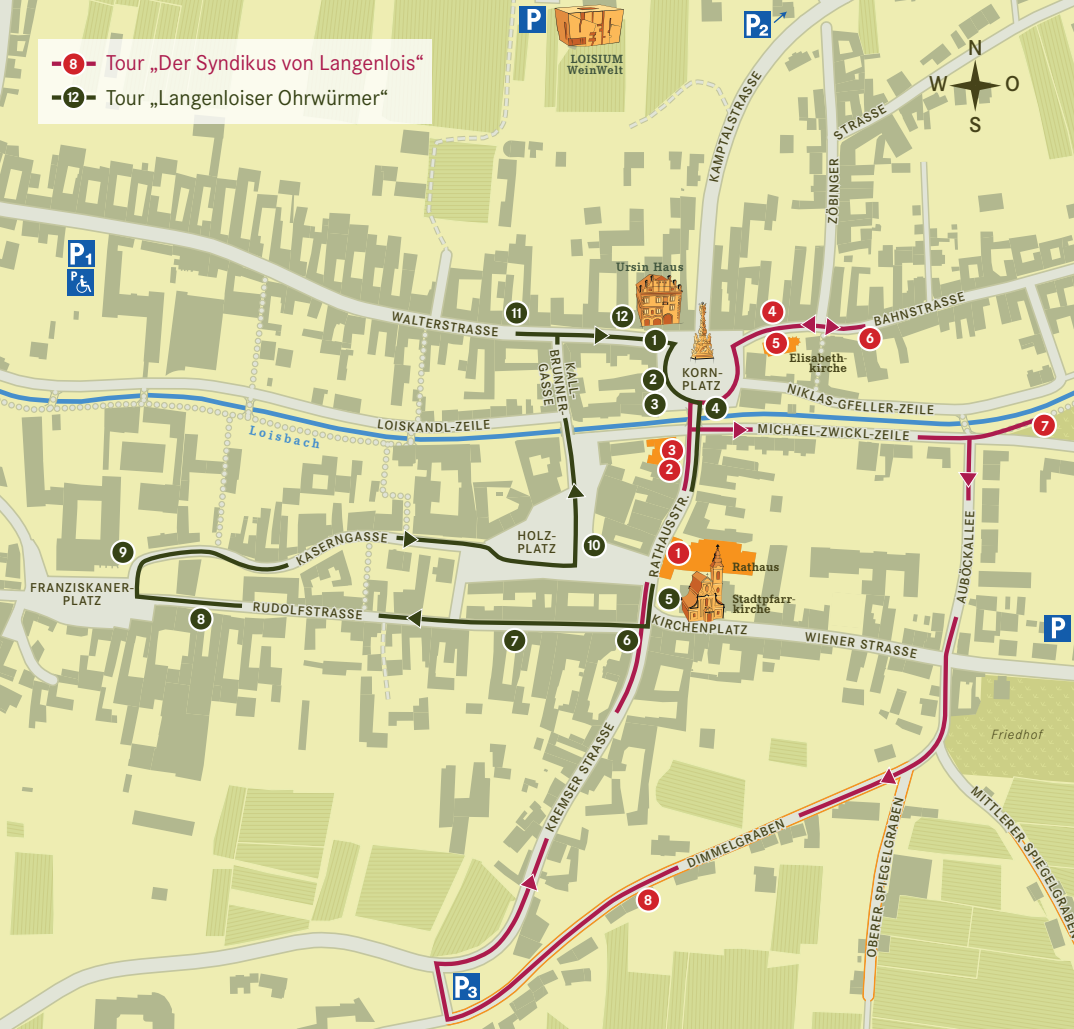 8 Tour „Der Syndikus von Langenlois“
12 Tour „Langenloiser Ohrwürmer“
P
LOISIUM
WeinWelt
P2
N
W O
S
KAMPTALSTRASSE
ZÖBINGER
STRASSE
P1
P
Ursin Haus
WALTERSTRASSE
11
12
1
2
3
4
KORN-
PLATZ
4
5
6
BAHNSTRASSE
Elisabeth-
kirche
KALL-
BRUNNER-
GASSE
NIKLAS-GFELLER-ZEILE
LOISKANDL-ZEILE
Loisbach
MICHAEL-ZWICKL-ZEILE
7
3
2
RATHAUSSTR.
HOLZ-
PLATZ
10
KASERNGASSE
9
FRANZISKANER-
PLATZ
8
RUDOLFSTRASSE
7
6
1
Rathaus
5
Stadtpfarr-
kirche
KIRCHENPLATZ
WIENER STRASSE
AUBÖCKALLEE
P
Friedhof
KREMSER STRASSE
DIMMELGRABEN
8
OBERER SPIEGELGRABEN
MITTLERER SPIEGELGRABEN
P3